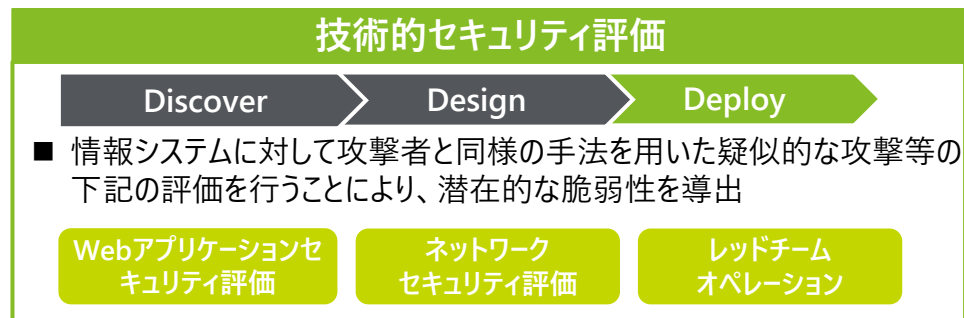 技術的セキュリティ評価
Discover Design Deploy
■ 情報システムに対して攻撃者と同様の手法を用いた疑似的な攻撃等の
下記の評価を行うことにより、潜在的な脆弱性を導出
Webアプリケーションセ
キュリティ評価
ネットワーク
セキュリティ評価
レッドチーム
オペレーション